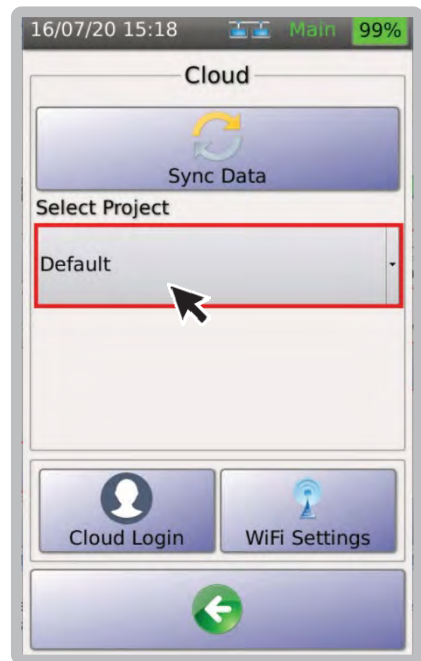 16/07/20 15:18 Main 99%
Cloud
Sync Data
Select Project
Default
Cloud Login WiFi Settings